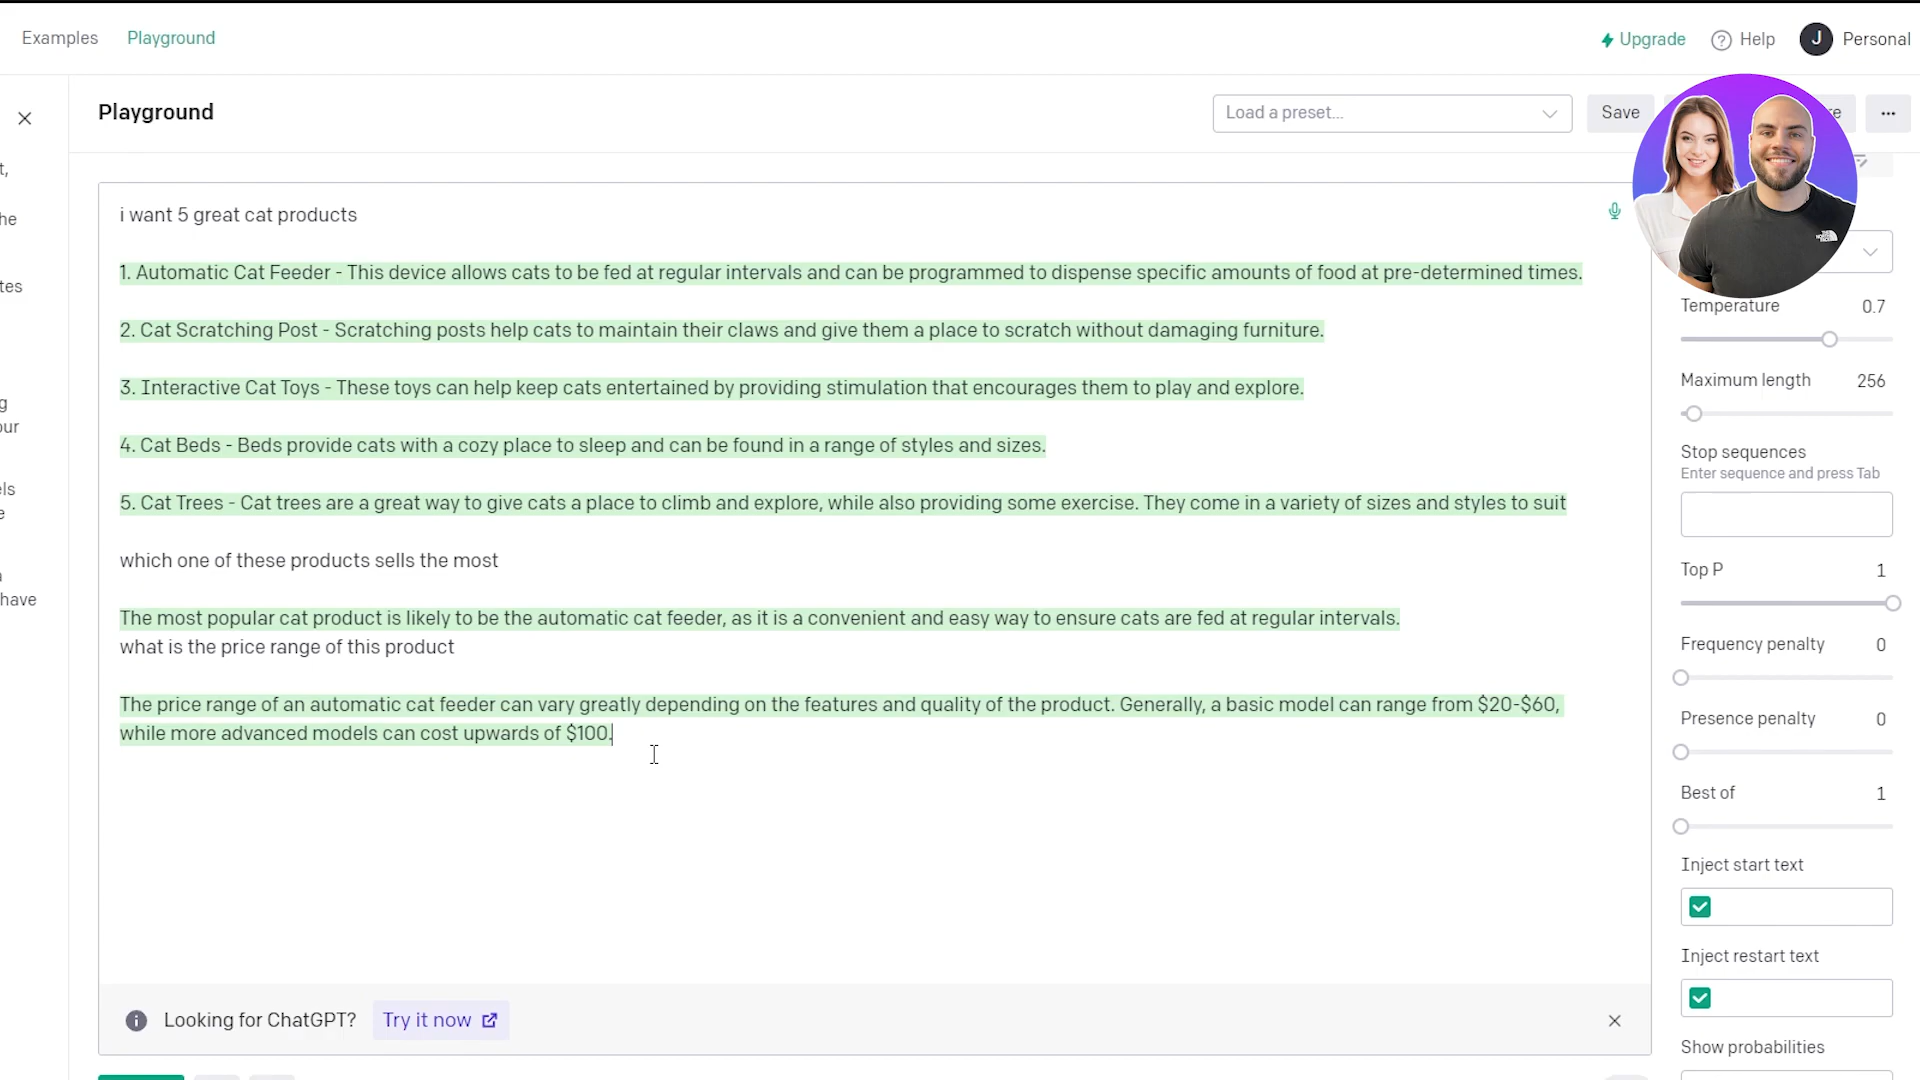 Examples Playground Upgrade Help J Personal
Playground Load a preset... Save re ...
t,
he
tes
g
our
els
e
a
have
i want 5 great cat products
1. Automatic Cat Feeder - This device allows cats to be fed at regular intervals and can be programmed to dispense specific amounts of food at pre-determined times.
2. Cat Scratching Post - Scratching posts help cats to maintain their claws and give them a place to scratch without damaging furniture.
3. Interactive Cat Toys - These toys can help keep cats entertained by providing stimulation that encourages them to play and explore.
4. Cat Beds - Beds provide cats with a cozy place to sleep and can be found in a range of styles and sizes.
5. Cat Trees - Cat trees are a great way to give cats a place to climb and explore, while also providing some exercise. They come in a variety of sizes and styles to suit
which one of these products sells the most
The most popular cat product is likely to be the automatic cat feeder, as it is a convenient and easy way to ensure cats are fed at regular intervals.
what is the price range of this product
The price range of an automatic cat feeder can vary greatly depending on the features and quality of the product. Generally, a basic model can range from $20-$60,
while more advanced models can cost upwards of $100.
Looking for ChatGPT? Try it now
Temperature 0.7
Maximum length 256
Stop sequences
Enter sequence and press Tab
Top P 1
Frequency penalty 0
Presence penalty 0
Best of 1
Inject start text
Inject restart text
Show probabilities